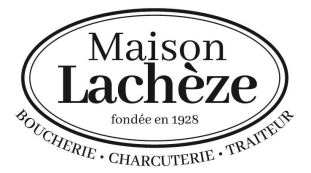 Maison
Lachèze
fondée en 1928
BOUCHERIE • CHARCUTERIE • TRAITEUR